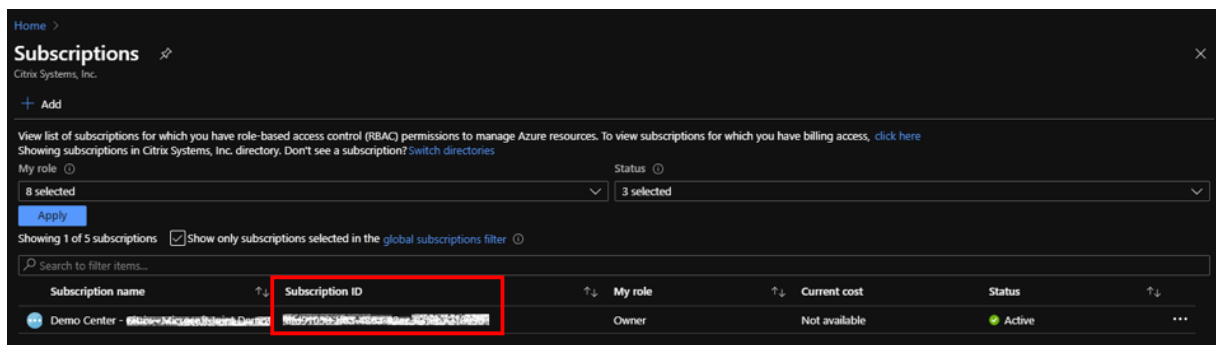 Home >
Subscriptions
Citrix Systems, Inc.
+ Add
View list of subscriptions for which you have role-based access control (RBAC) permissions to manage Azure resources. To view subscriptions for which you have billing access, click here
Showing subscriptions in Citrix Systems, Inc. directory. Don't see a subscription? Switch directories
My role Status
8 selected 3 selected
Apply
Showing 1 of 5 subscriptions Show only subscriptions selected in the global subscriptions filter
Search to filter items...
Subscription name Subscription ID My role Current cost Status
Demo Center - Owner Not available Active